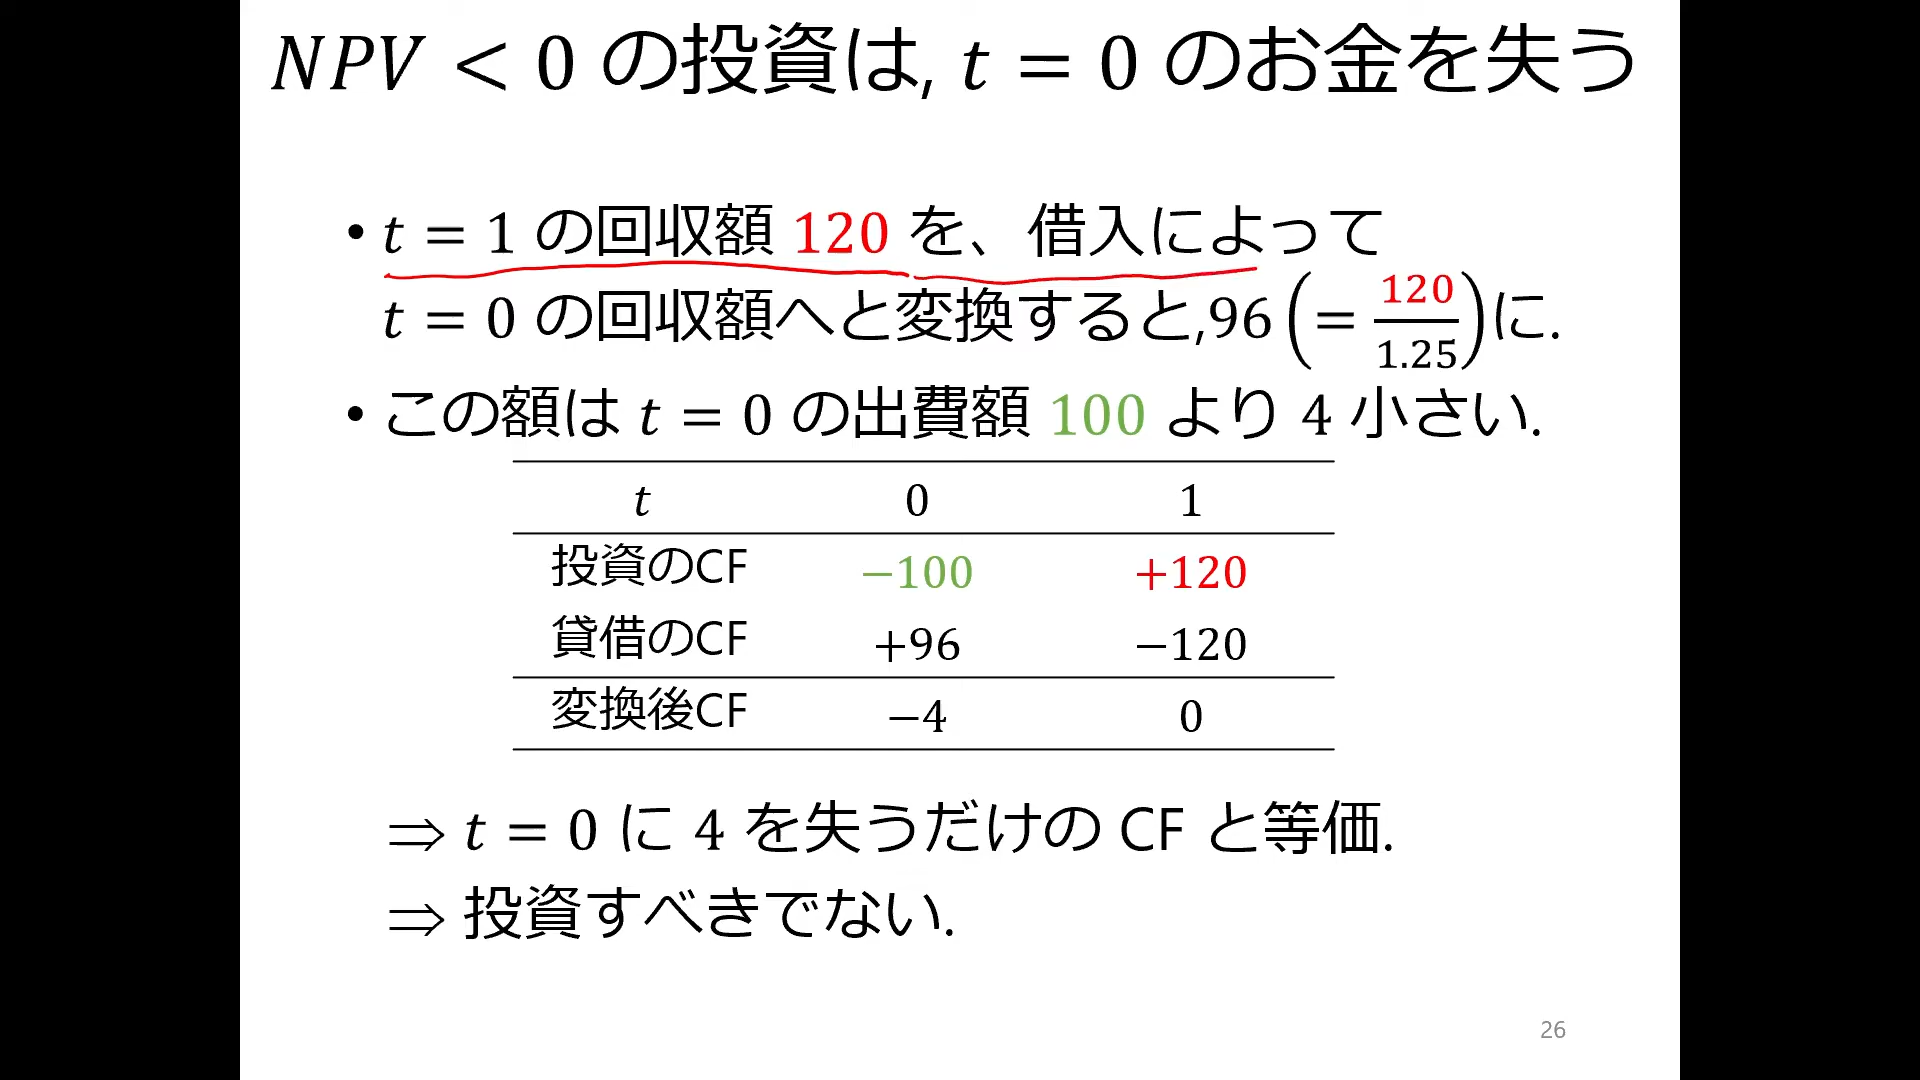 NPV < 0 の投資は, t = 0 のお金を失う
• t = 1 の回収額 120 を、借入によって
t = 0 の回収額へと変換すると,96 (= 120/1.25) に.
• この額は t = 0 の出費額 100 より 4 小さい.
t 0 1
投資のCF −100 +120
貸借のCF +96 −120
変換後CF −4 0
⇒ t = 0 に 4 を失うだけの CF と等価.
⇒ 投資すべきでない.
26